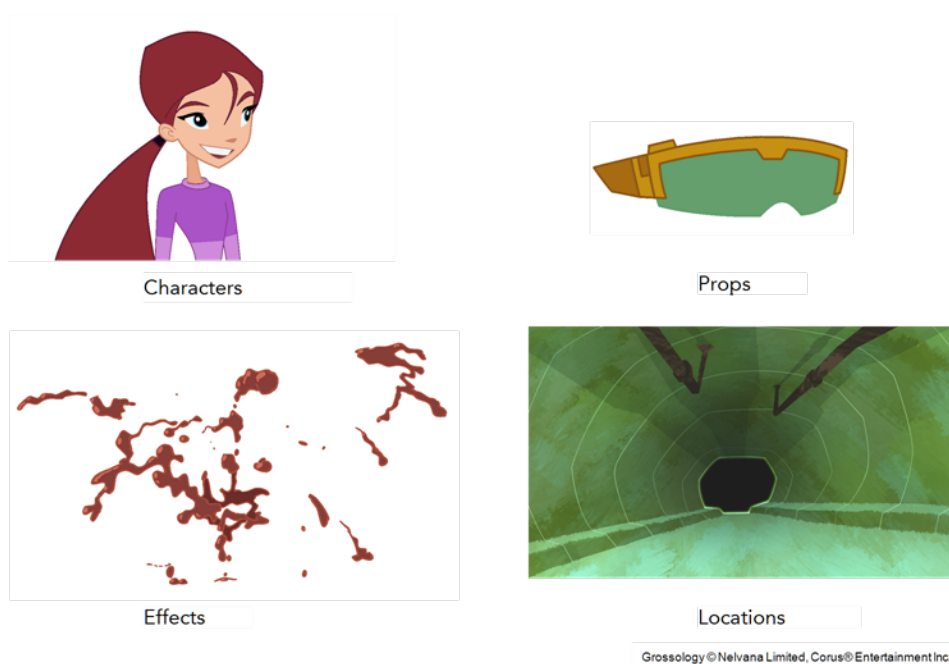 Characters
Props
Effects
Locations
Grossology © Nelvana Limited, Corus® Entertainment Inc